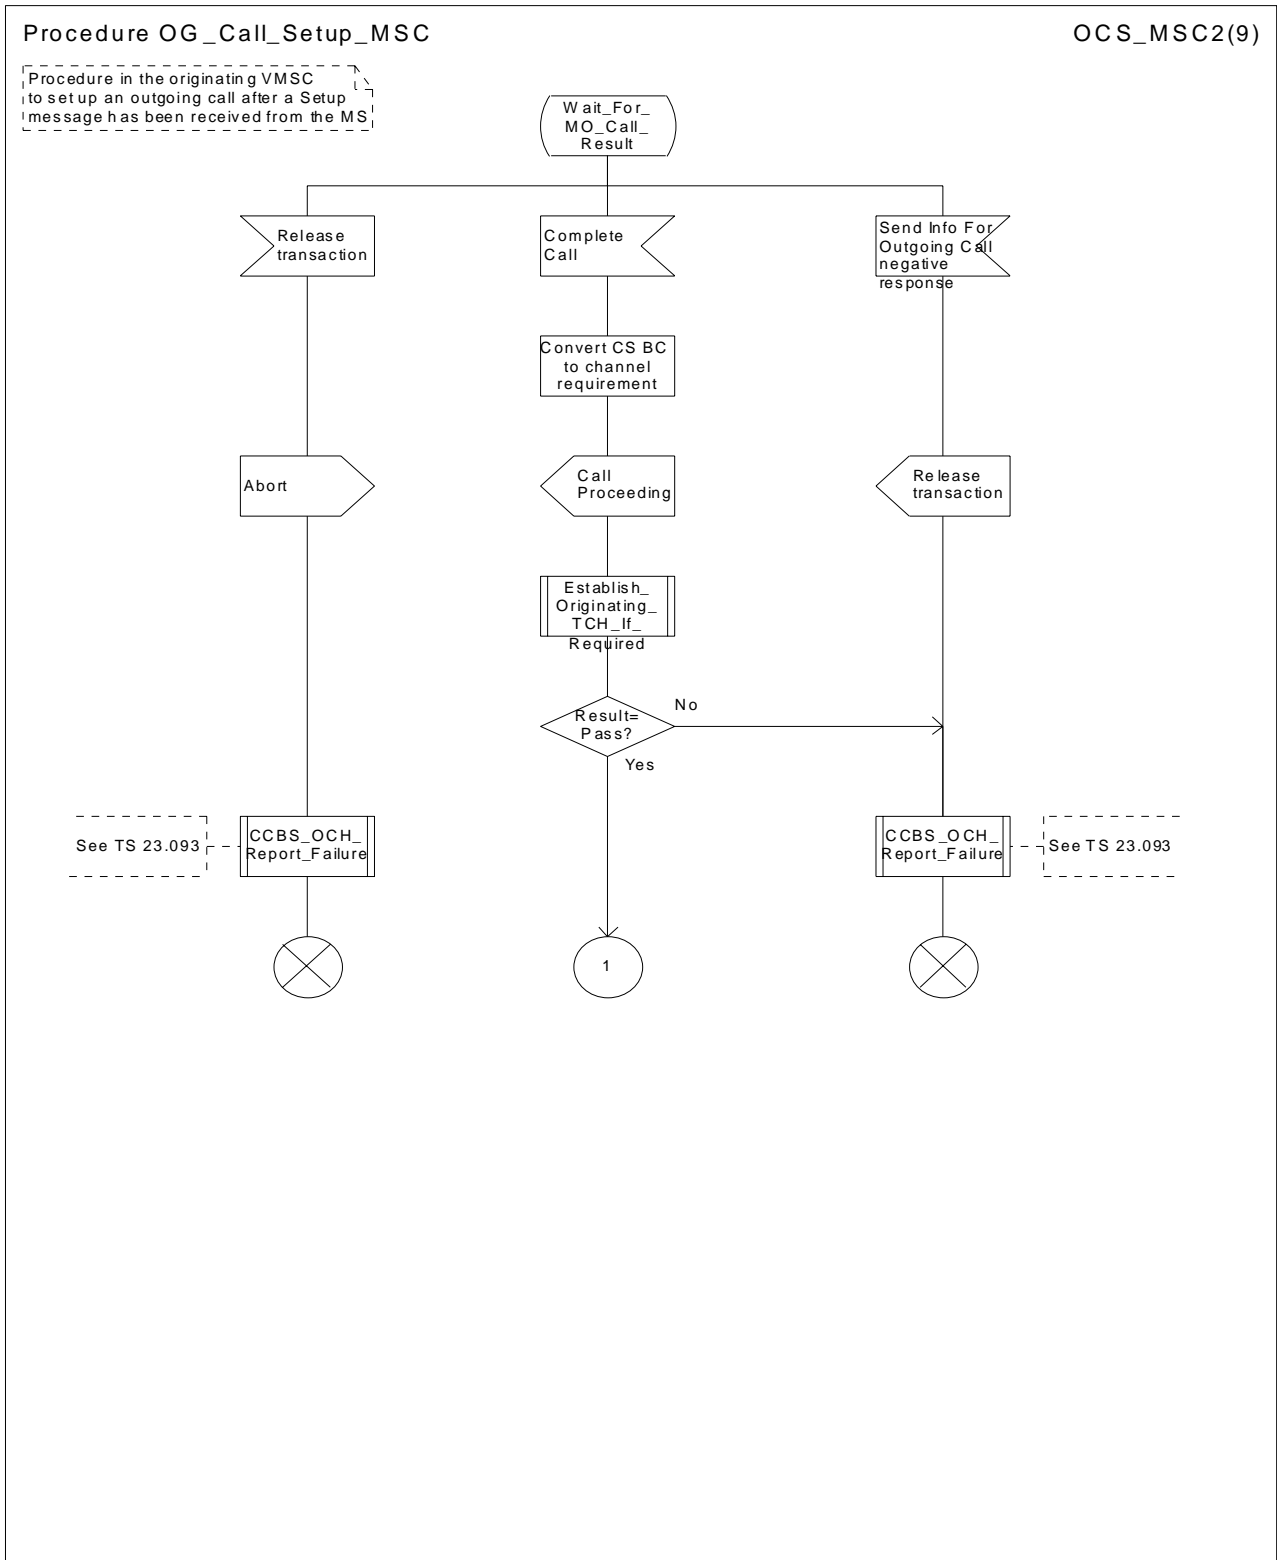 Procedure OG_Call_Setup_MSC
OCS_MSC2(9)
Procedure in the originating VMSC
to set up an outgoing call after a Setup
message has been received from the MS
Wait_For_
MO_Call_
Result
Release
transaction
Complete
Call
Send Info For
Outgoing Call
negative
response
Convert CS BC
to channel
requirement
Abort
Call
Proceeding
Release
transaction
Establish_
Originating_
TCH_If_
Required
Result=
Pass?
No
Yes
See TS 23.093
CCBS_OCH_
Report_Failure
CCBS_OCH_
Report_Failure
See TS 23.093
1